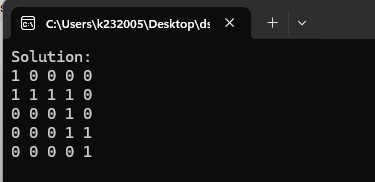 C:\Users\k232005\Desktop\ds
Solution:
1 0 0 0 0
1 1 1 1 0
0 0 0 1 0
0 0 0 1 1
0 0 0 0 1